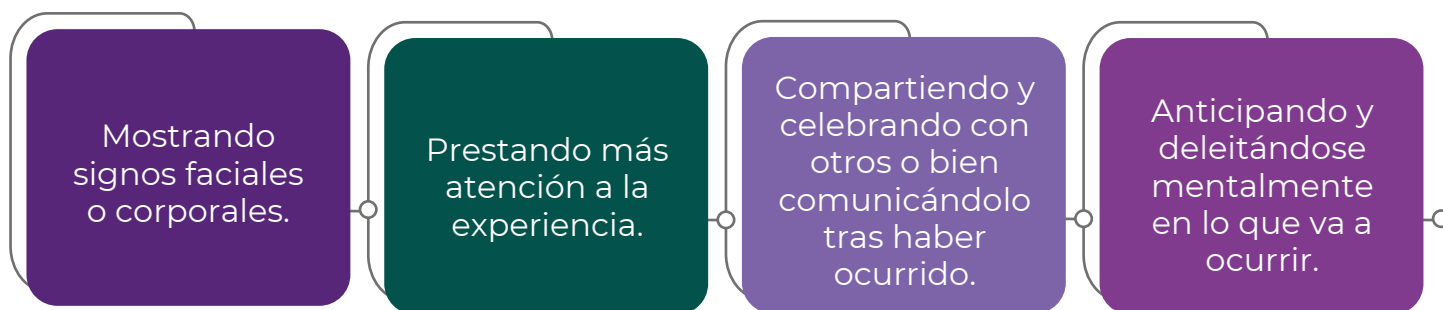 Mostrando
signos faciales
o corporales.
Prestando más
atención a la
experiencia.
Compartiendo y
celebrando con
otros o bien
comunicándolo
tras haber
ocurrido.
Anticipando y
deleitándose
mentalmente
en lo que va a
ocurrir.